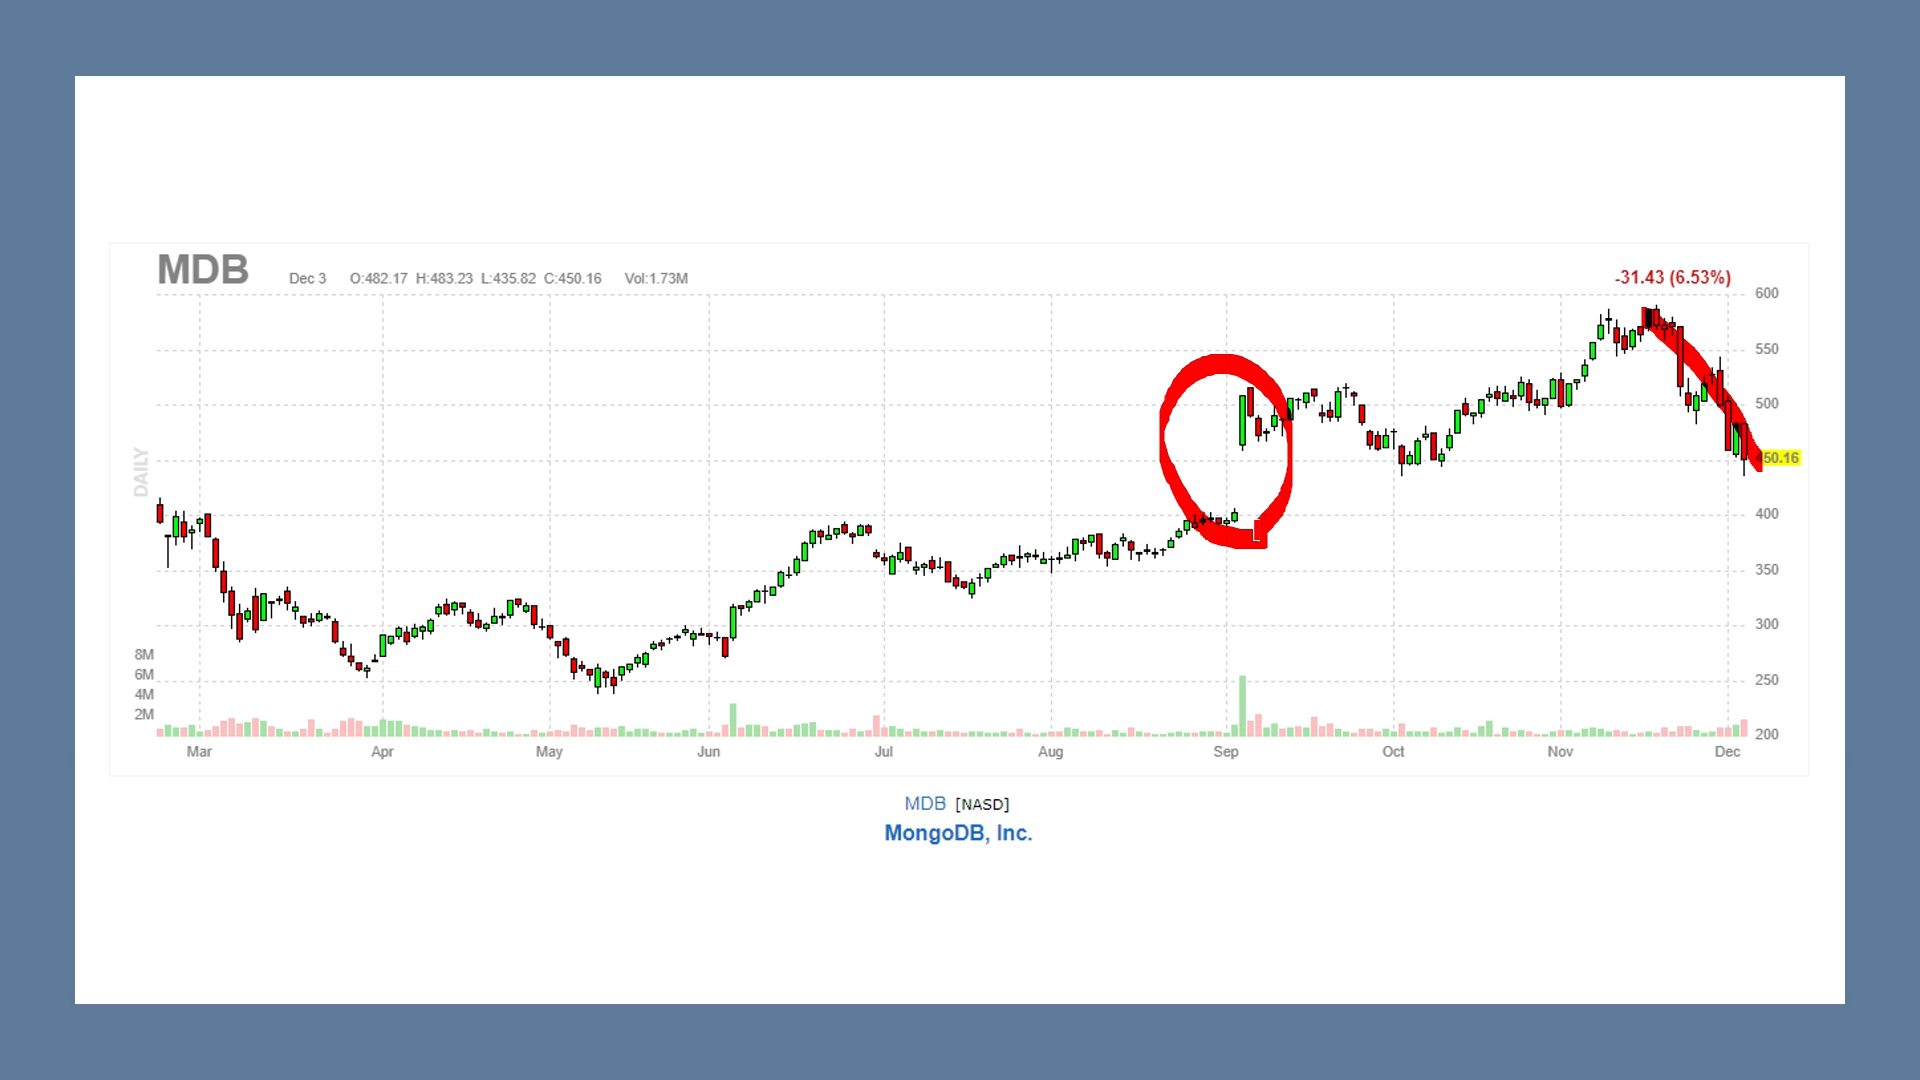 MDB Dec 3 O:482.17 H:483.23 L:435.82 C:450.16 Vol:1.73M -31.43 (6.53%)
600
550
500
50.16
400
350
300
250
200
DAILY
8M
6M
4M
2M
Mar Apr May Jun Jul Aug Sep Oct Nov Dec
MDB [NASD]
MongoDB, Inc.